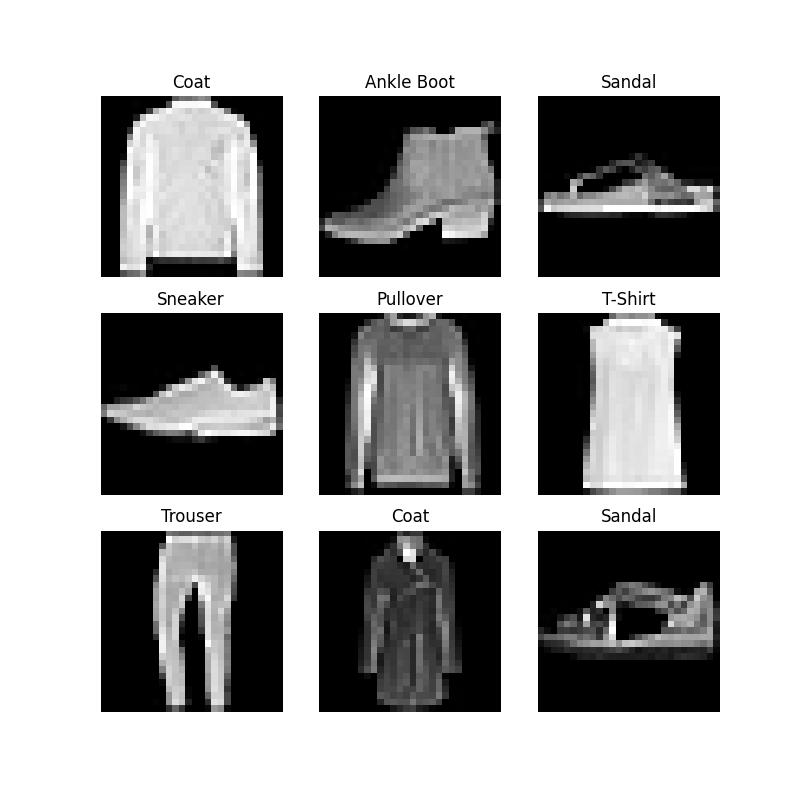 Coat
Ankle Boot
Sandal
Sneaker
Pullover
T-Shirt
Trouser
Coat
Sandal